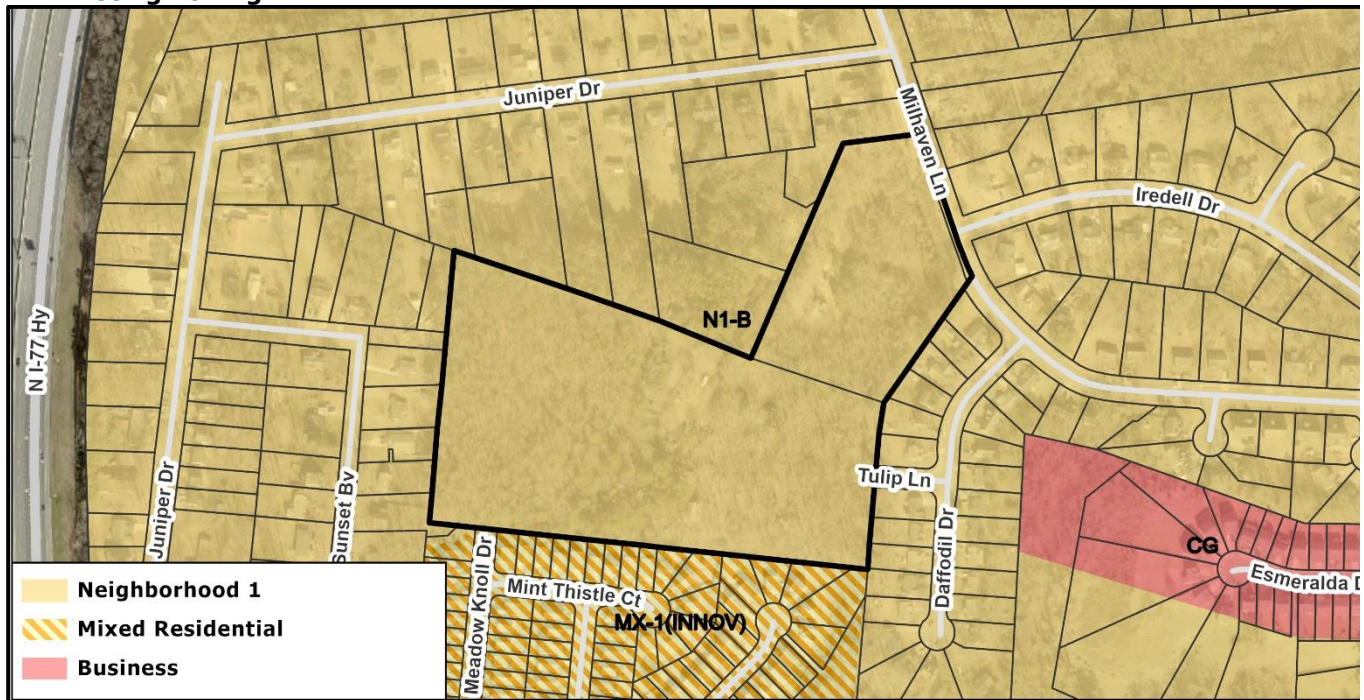 Juniper Dr
Milhaven Ln
Iredell Dr
N I-77 Hy
N1-B
Tulip Ln
Daffodil Dr
Juniper Dr
Sunset Bv
Meadow Knoll Dr
Mint Thistle Ct
MX-1(INNOV)
CG
Esmeralda D
Neighborhood 1
Mixed Residential
Business